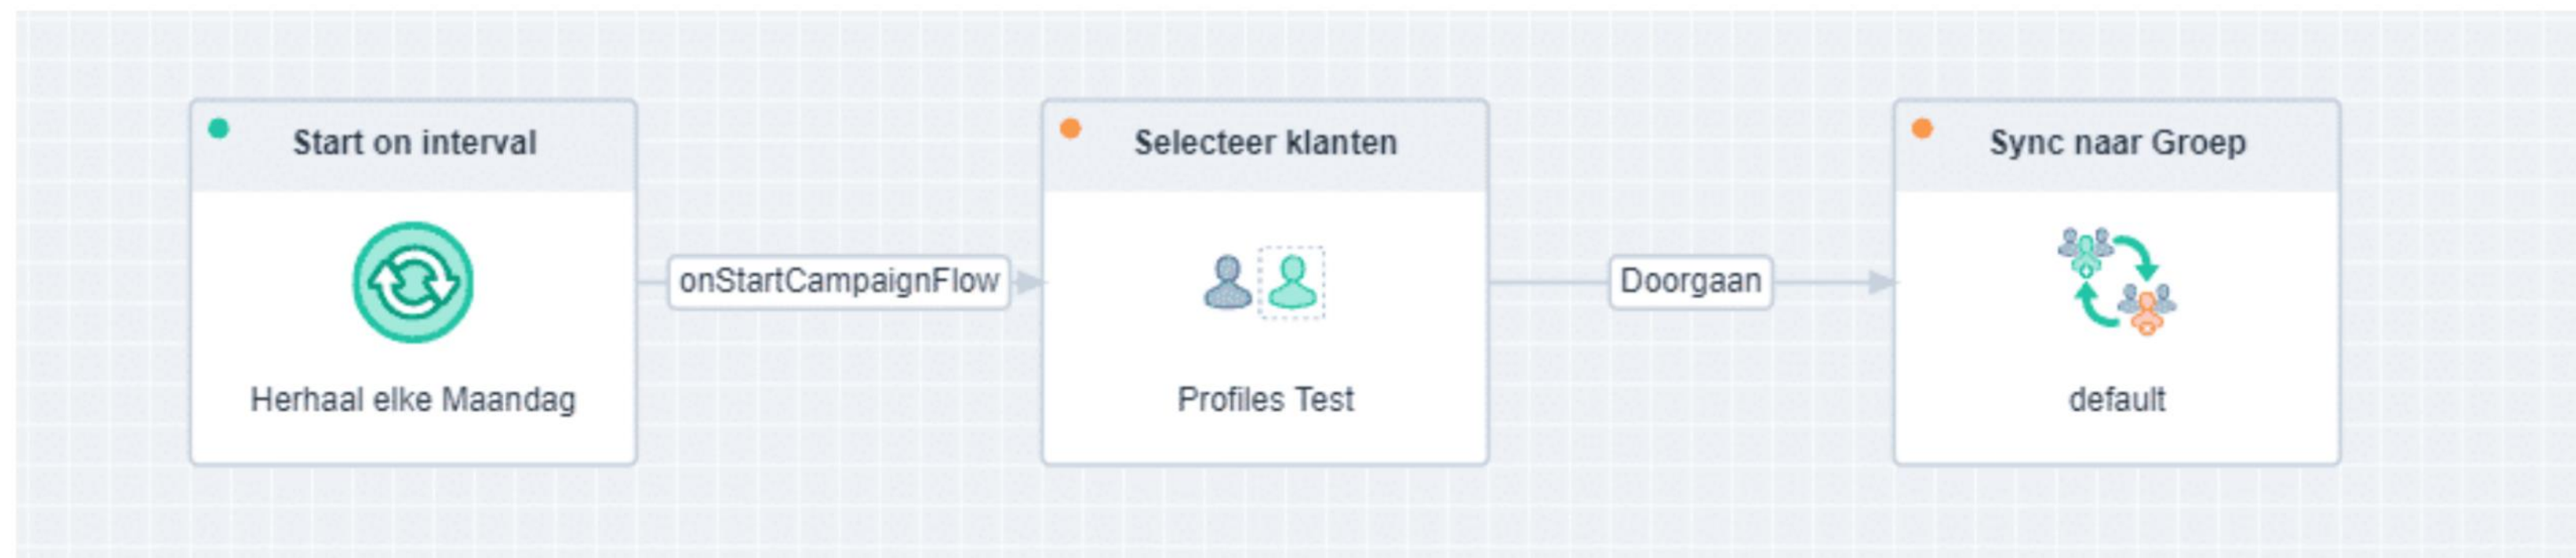 Start on interval
Herhaal elke Maandag
onStartCampaignFlow
Selecteer klanten
Profiles Test
Doorgaan
Sync naar Groep
default